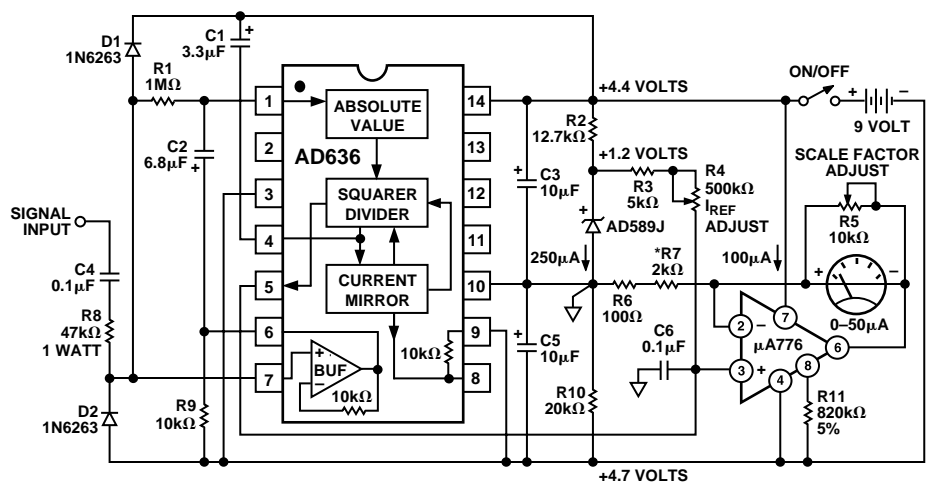 D1
1N6263
C1
3.3µF
+
R1
1MΩ
C2
6.8µF
+
SIGNAL
INPUT
C4
0.1µF
R8
47kΩ
1 WATT
D2
1N6263
R9
10kΩ
1
2
3
4
5
6
7
AD636
ABSOLUTE
VALUE
SQUARER
DIVIDER
CURRENT
MIRROR
+
BUF
–
10kΩ
10kΩ
14
13
12
11
10
9
8
+4.4 VOLTS
R2
12.7kΩ
+1.2 VOLTS
+
C3
10µF
R3
5kΩ
R4
500kΩ
IREF
ADJUST
+
AD589J
250µA
*R7
2kΩ
R6
100Ω
+
C5
10µF
C6
0.1µF
R10
20kΩ
+4.7 VOLTS
ON/OFF
+
–
9 VOLT
SCALE FACTOR
ADJUST
R5
10kΩ
100µA
+
–
0–50µA
7
2
–
µA776
6
3
+
8
4
R11
820kΩ
5%